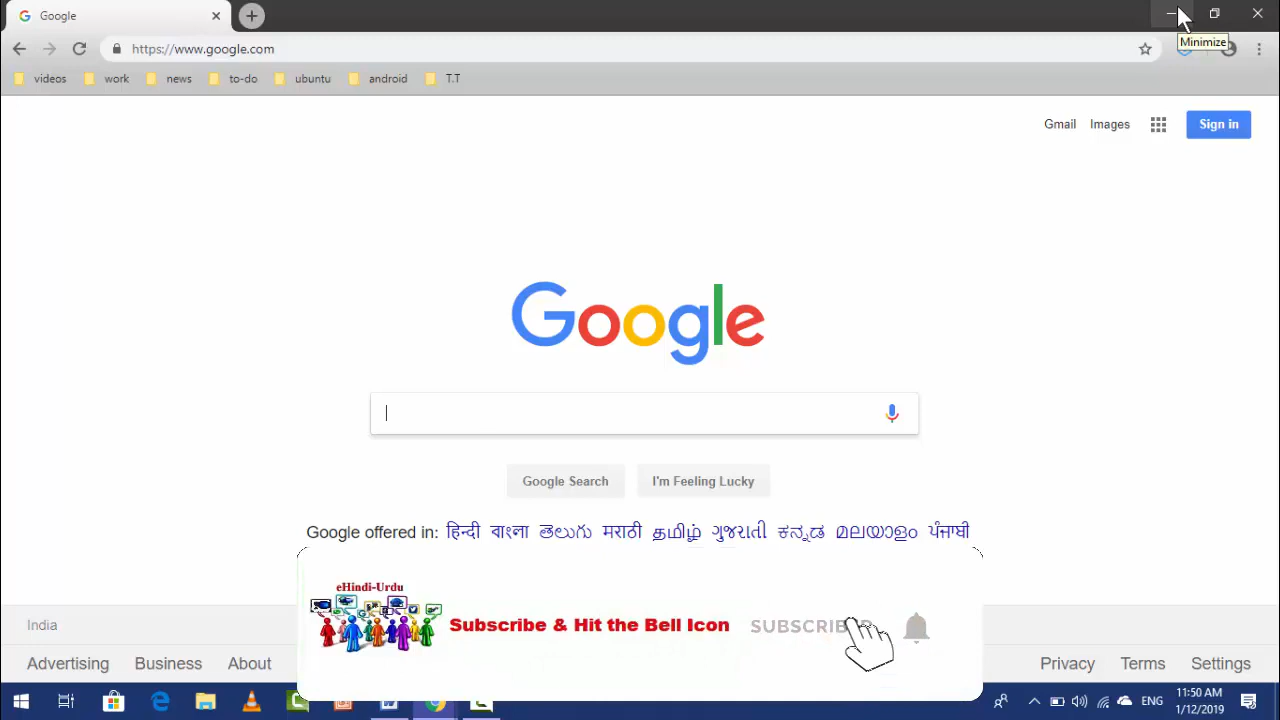 Google
Minimize
https://www.google.com
videos work news to-do ubuntu android T.T
Gmail Images Sign in
Google
Google Search I'm Feeling Lucky
Google offered in: हिन्दी বাংলা తెలుగు मराठी தமிழ் ગુજરાતી ಕನ್ನಡ മലയാളം ਪੰਜਾਬੀ
eHindi-Urdu
Subscribe & Hit the Bell Icon
India
Advertising Business About
Privacy Terms Settings
ENG
11:50 AM
1/12/2019